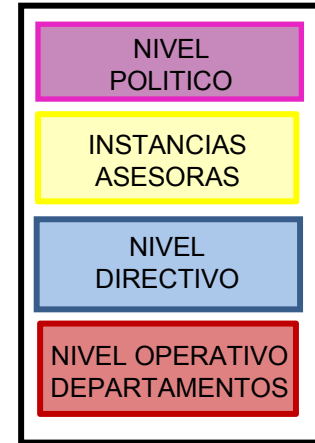 NIVEL
POLITICO
INSTANCIAS
ASESORAS
NIVEL
DIRECTIVO
NIVEL OPERATIVO
DEPARTAMENTOS